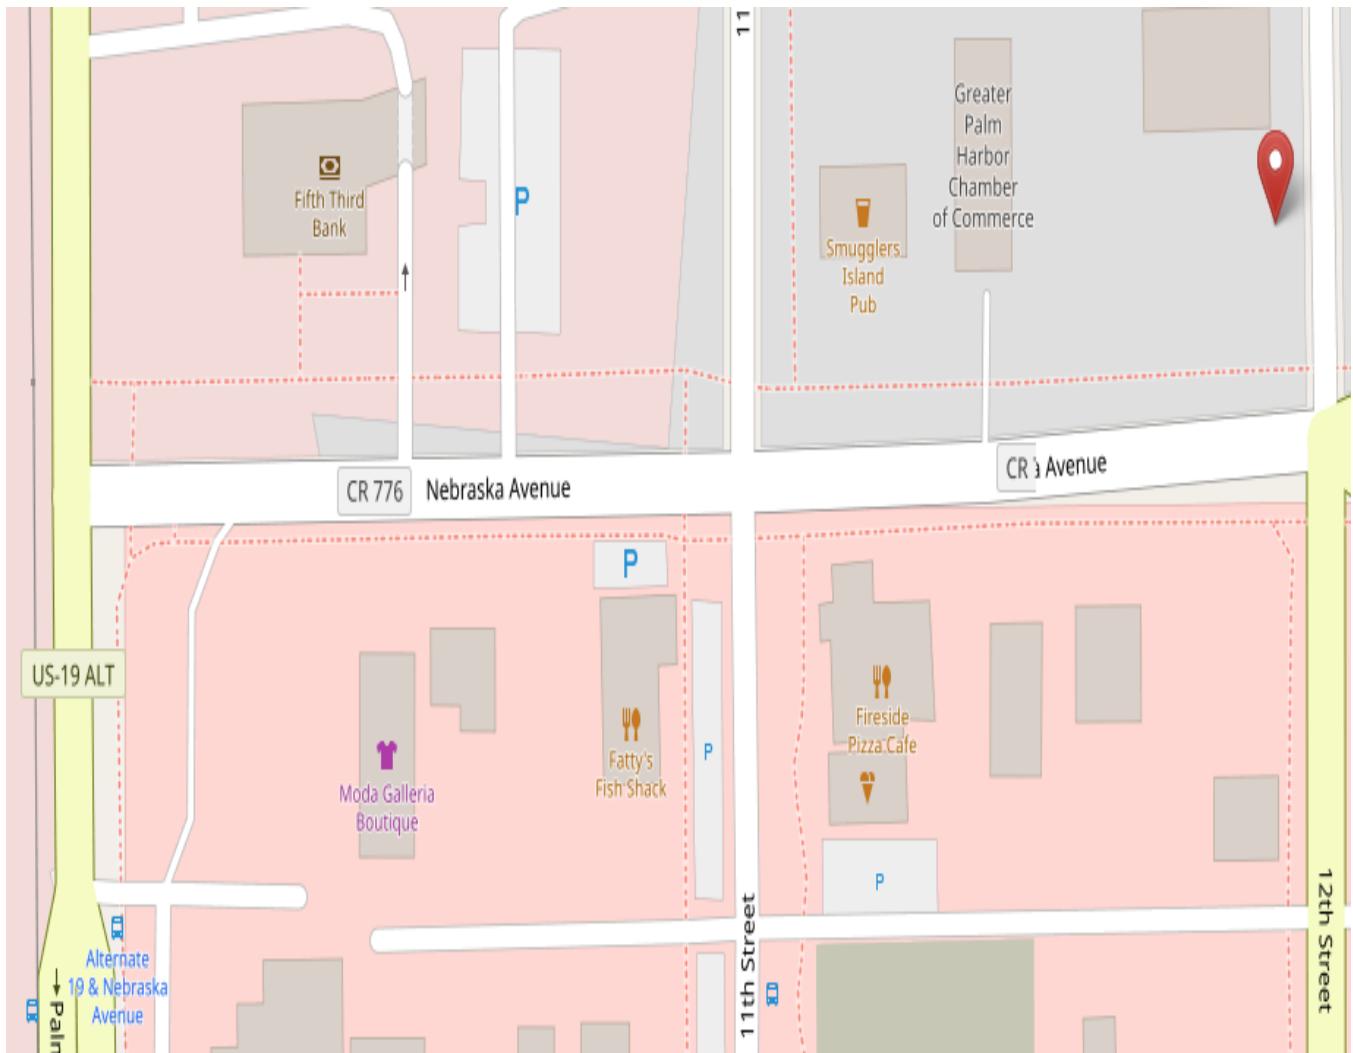 11
Greater
Palm
Harbor
Chamber
of Commerce
Fifth Third
Bank
P
Smugglers
Island
Pub
CR 776
Nebraska Avenue
CR
Avenue
P
US-19 ALT
Fireside
Pizza Cafe
P
Fatty's
Fish Shack
Moda Galleria
Boutique
P
12th Street
11th Street
Alternate
19 & Nebraska
Avenue
→
Palm